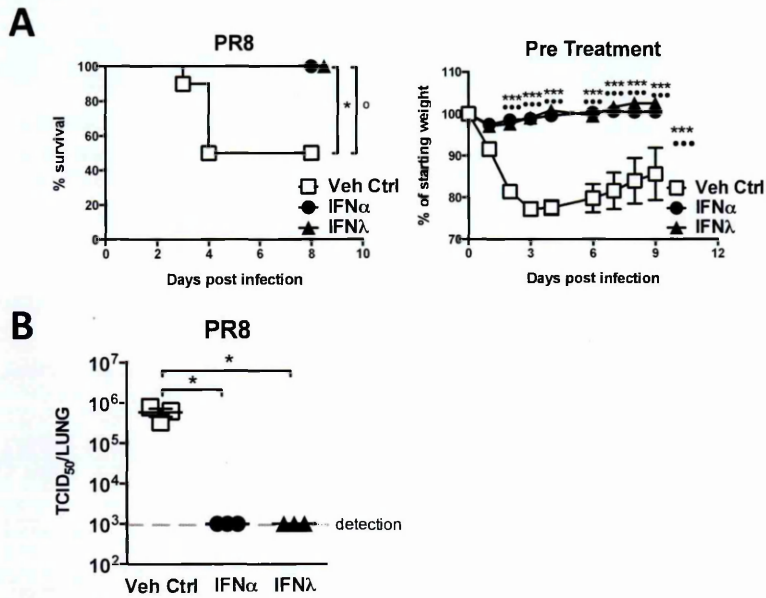 A
PR8
% survival
100
80
60
40
20
0
0 2 4 6 8 10
Days post infection
* o
Veh Ctrl
IFNα
IFNλ
Pre Treatment
% of starting weight
110
100
90
80
70
0 3 6 9 12
Days post infection
*** *** *** *** *** *** ***
***
Veh Ctrl
IFNα
IFNλ
B
PR8
TCID50/LUNG
10⁷
10⁶
10⁵
10⁴
10³
10²
*
*
detection
Veh Ctrl IFNα IFNλ